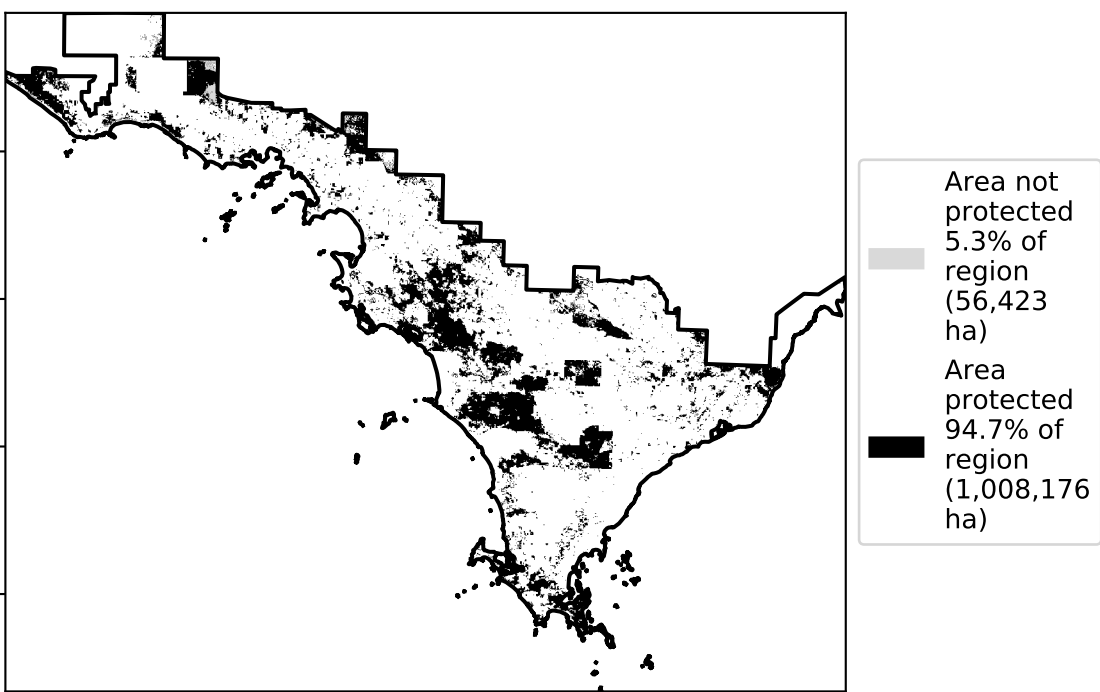 Area not
protected
5.3% of
region
(56,423
ha)
Area
protected
94.7% of
region
(1,008,176
ha)